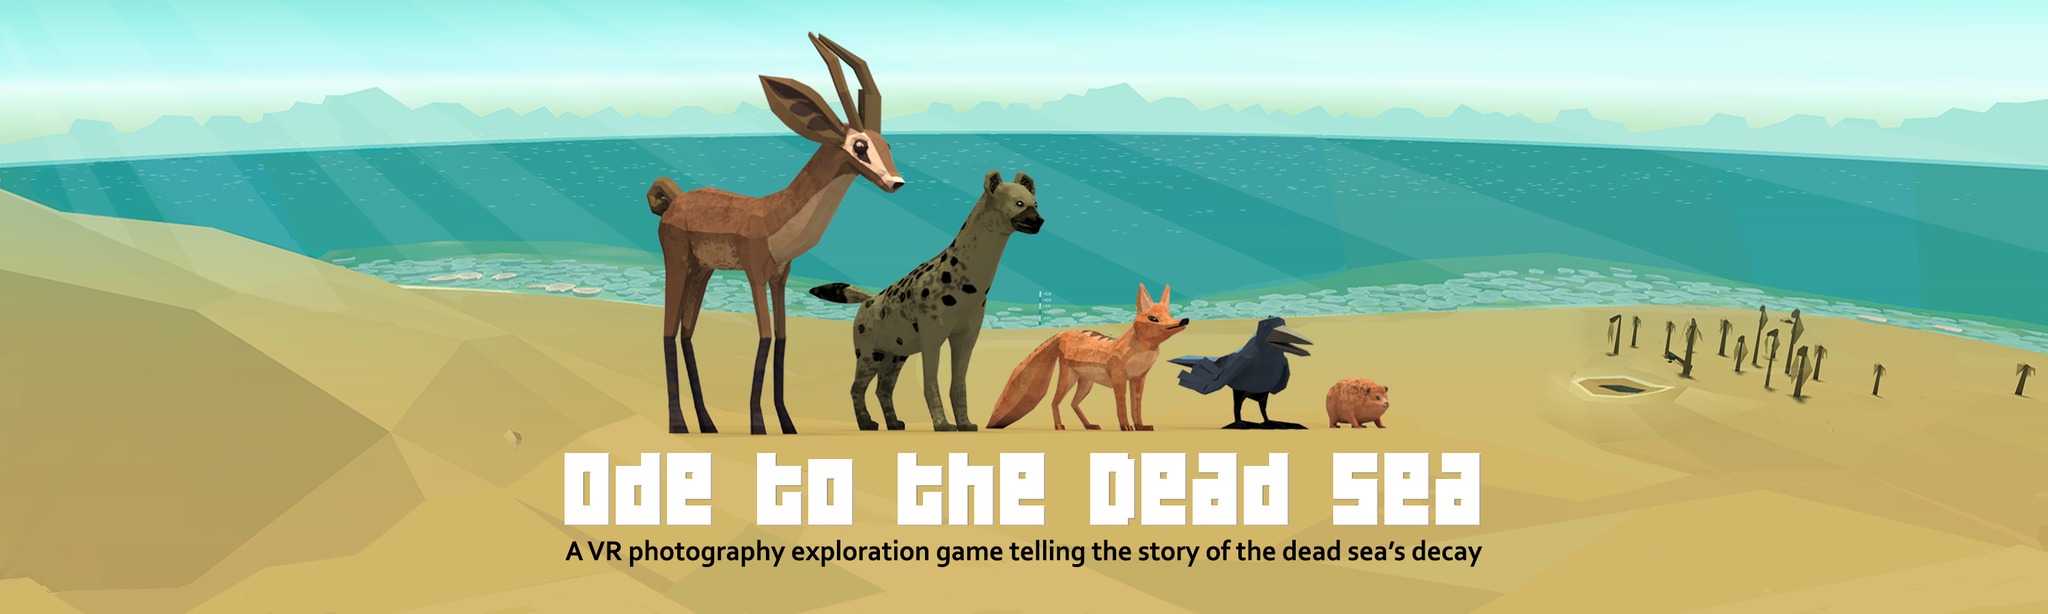 Ode to the Dead Sea
A VR photography exploration game telling the story of the dead sea's decay